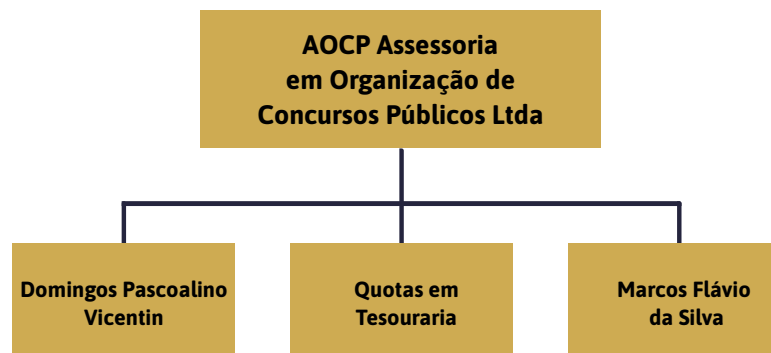 AOCP Assessoria
em Organização de
Concursos Públicos Ltda
Domingos Pascoalino
Vicentin
Quotas em
Tesouraria
Marcos Flávio
da Silva